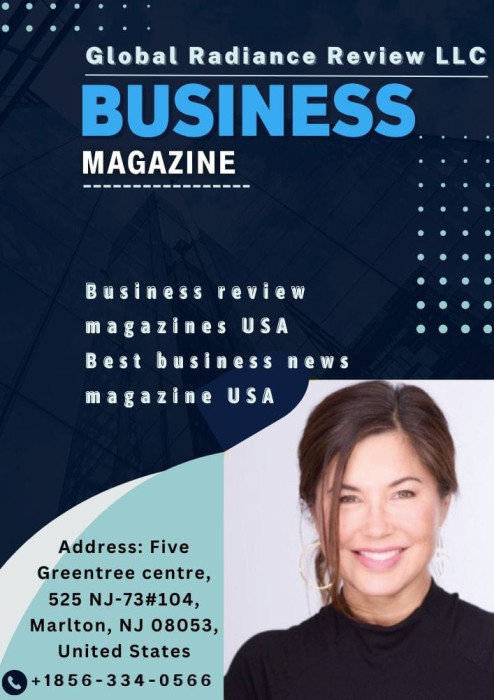 Global Radiance Review LLC
BUSINESS
MAGAZINE
Business review
magazines USA
Best business news
magazine USA
Address: Five
Greentree centre,
525 NJ-73#104,
Marlton, NJ 08053,
United States
+1856-334-0566